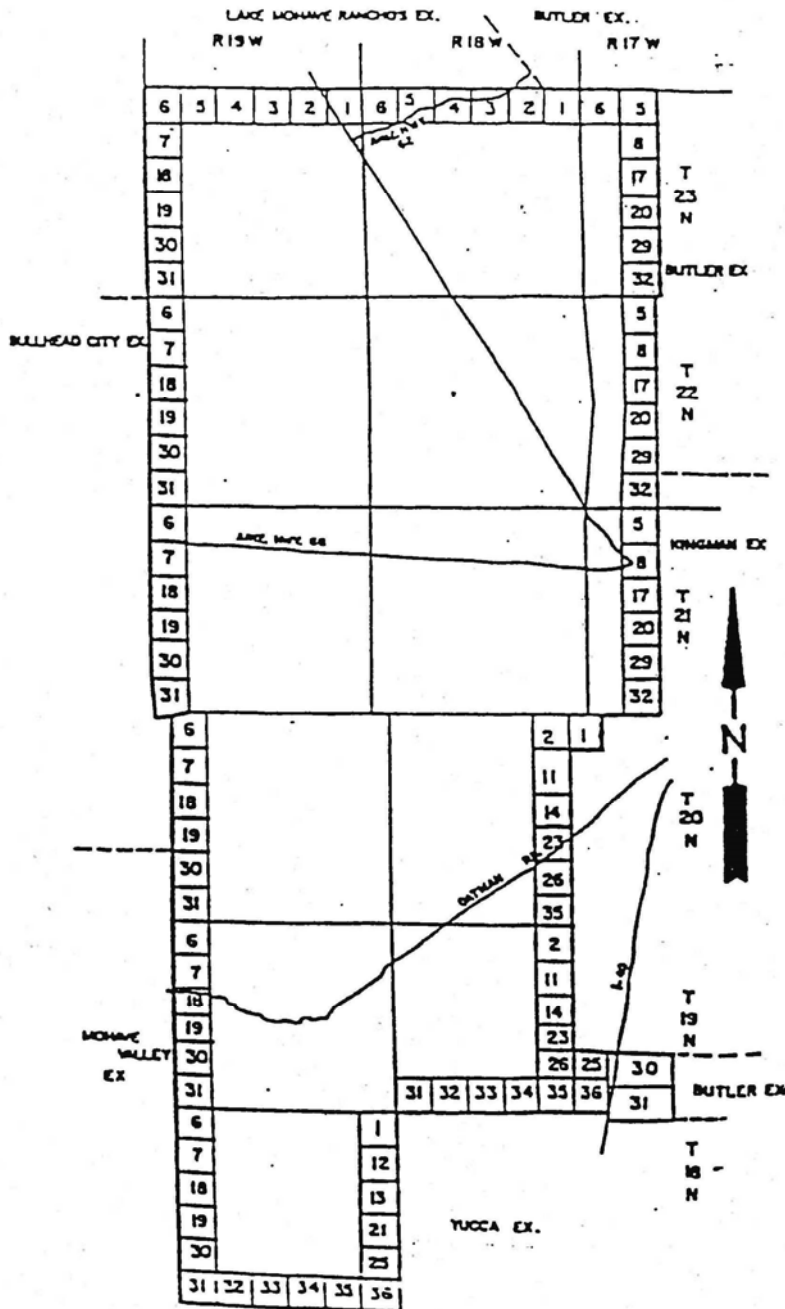 LAKE MOHAVE RANCHO'S EX. BUTLER EX.
R19W R18W R17W
6 5 4 3 2 1 6 5 4 3 2 1 6 5
7 8
18 17
19 20
30 29
31 32
T
23
N
BUTLER EX
BULLHEAD CITY EX
6 5
7 8
18 17
19 20
30 29
31 32
T
22
N
6 5
7 8
18 17
19 20
30 29
31 32
KINGMAN EX
T
21
N
N
6 2 1
7 11
18 14
19 23
30 26
31 35
OATMAN
T
20
N
6 2
7 11
18 14
19 23
30 26 25 30
31 31 32 33 34 35 36 31
T
19
N
MOHAVE
VALLEY
EX
BUTLER EX
6 1
7 12
18 13
19 21
30 25
31 32 33 34 35 36
T
18
N
YUCCA EX.